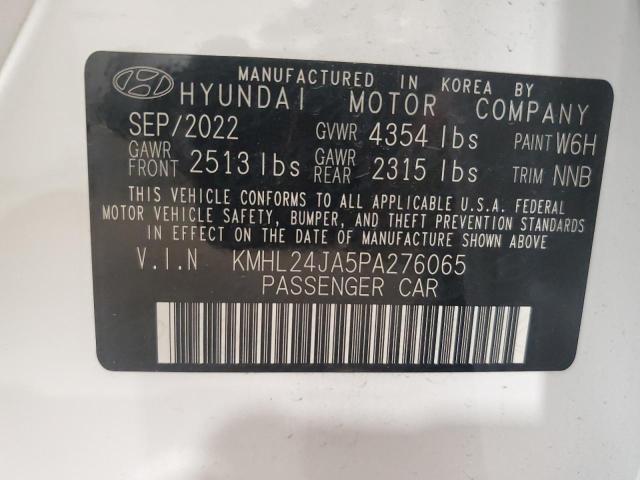 MANUFACTURED IN KOREA BY
HYUNDAI MOTOR COMPANY
SEP/2022 GVWR 4354 lbs PAINT W6H
GAWR FRONT 2513 lbs GAWR REAR 2315 lbs TRIM NNB
THIS VEHICLE CONFORMS TO ALL APPLICABLE U.S.A. FEDERAL
MOTOR VEHICLE SAFETY, BUMPER, AND THEFT PREVENTION STANDARDS
IN EFFECT ON THE DATE OF MANUFACTURE SHOWN ABOVE.
V.I.N KMHL24JA5PA276065
PASSENGER CAR